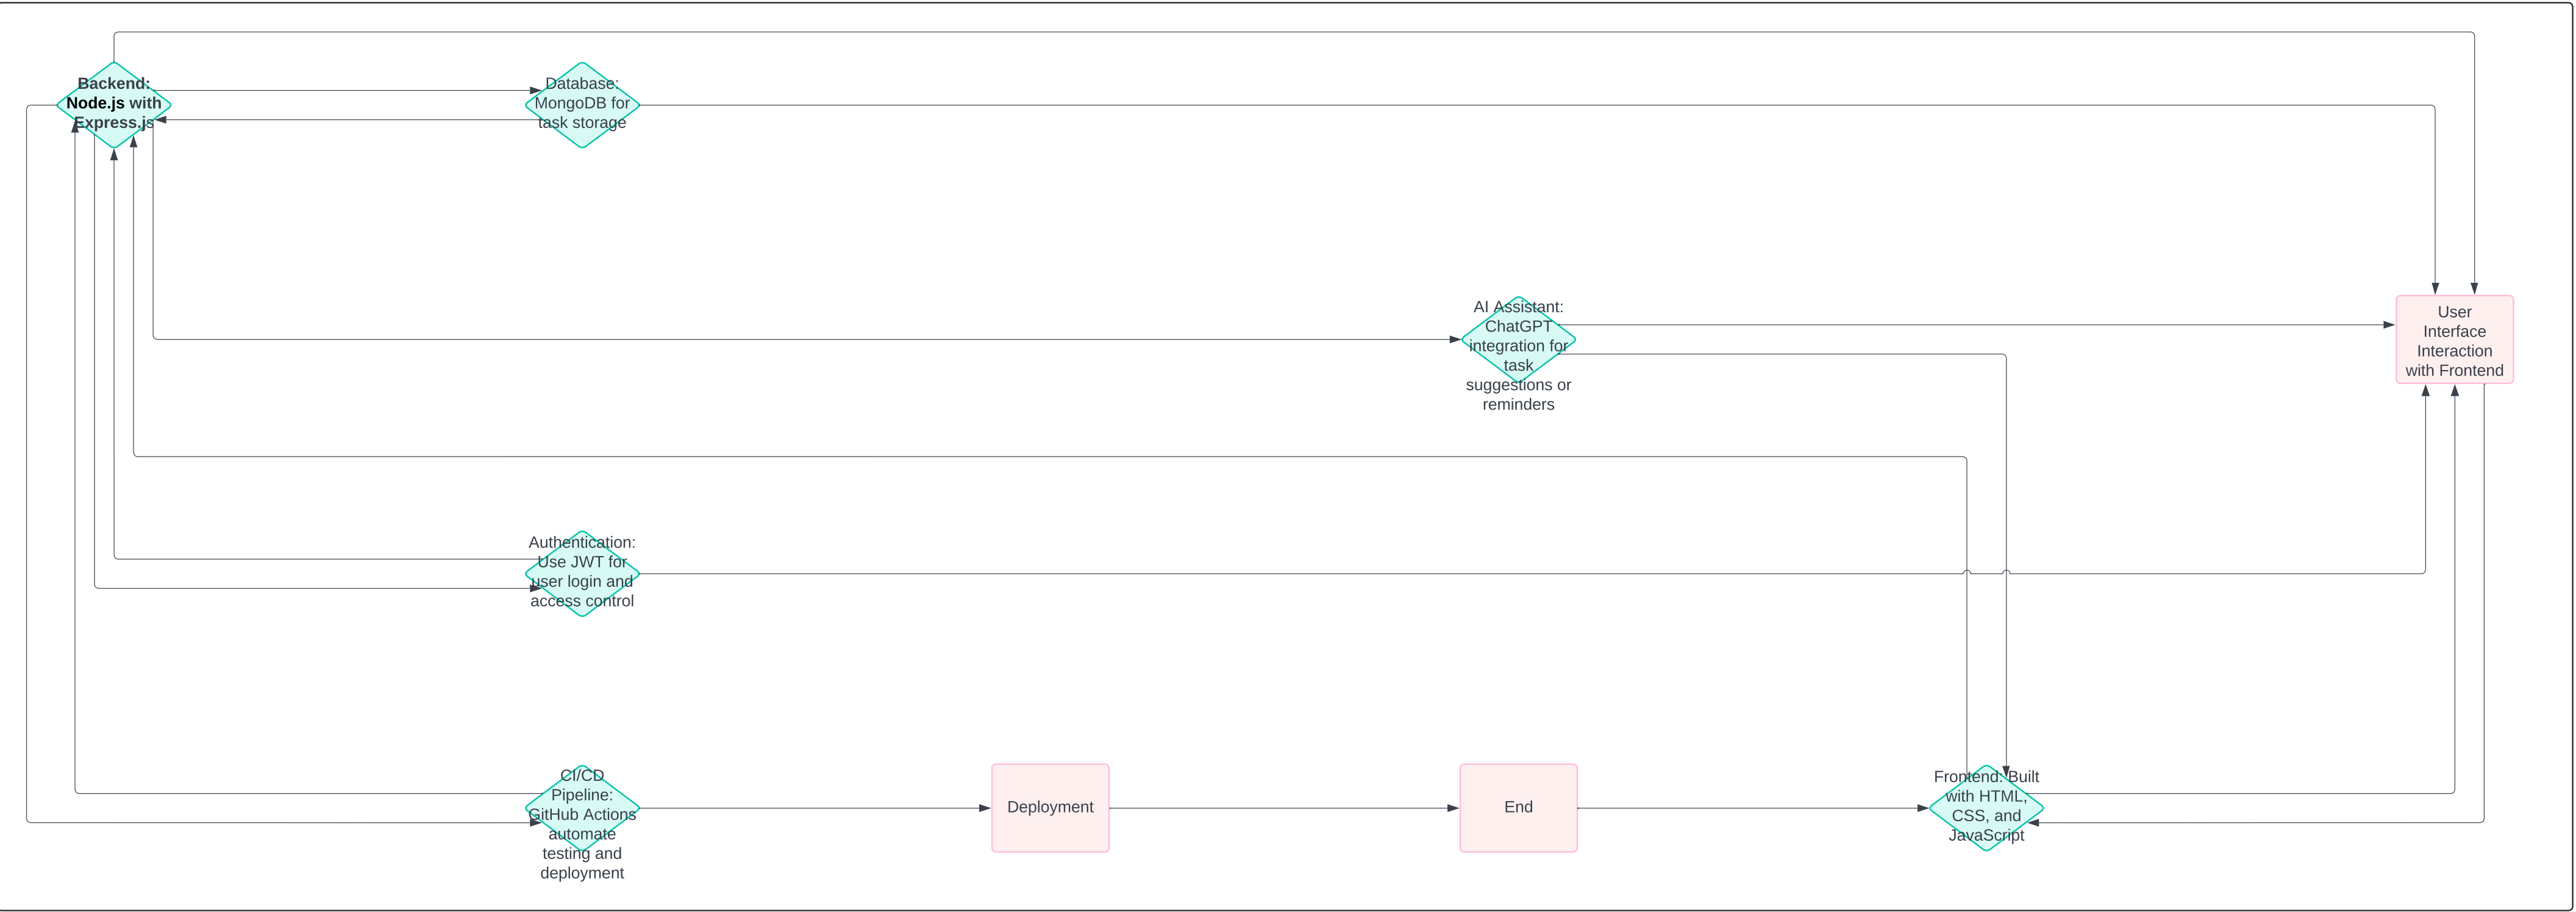 Backend:
Node.js with
Express.js
Database:
MongoDB for
task storage
AI Assistant:
ChatGPT
integration for
task
suggestions or
reminders
User
Interface
Interaction
with Frontend
Authentication:
Use JWT for
user login and
access control
CI/CD
Pipeline:
GitHub Actions
automate
testing and
deployment
Deployment
End
Frontend: Built
with HTML,
CSS, and
JavaScript